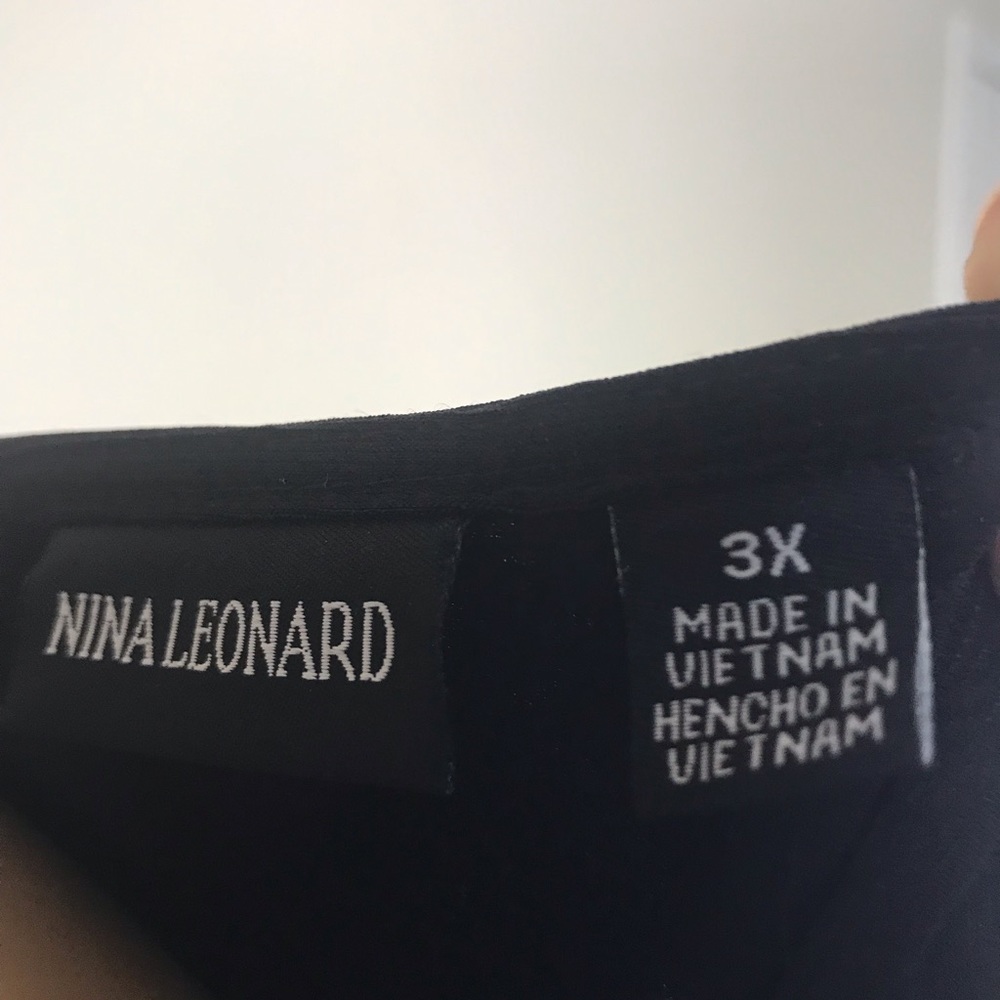 NINA LEONARD
3X
MADE IN
VIETNAM
HENCHO EN
VIETNAM